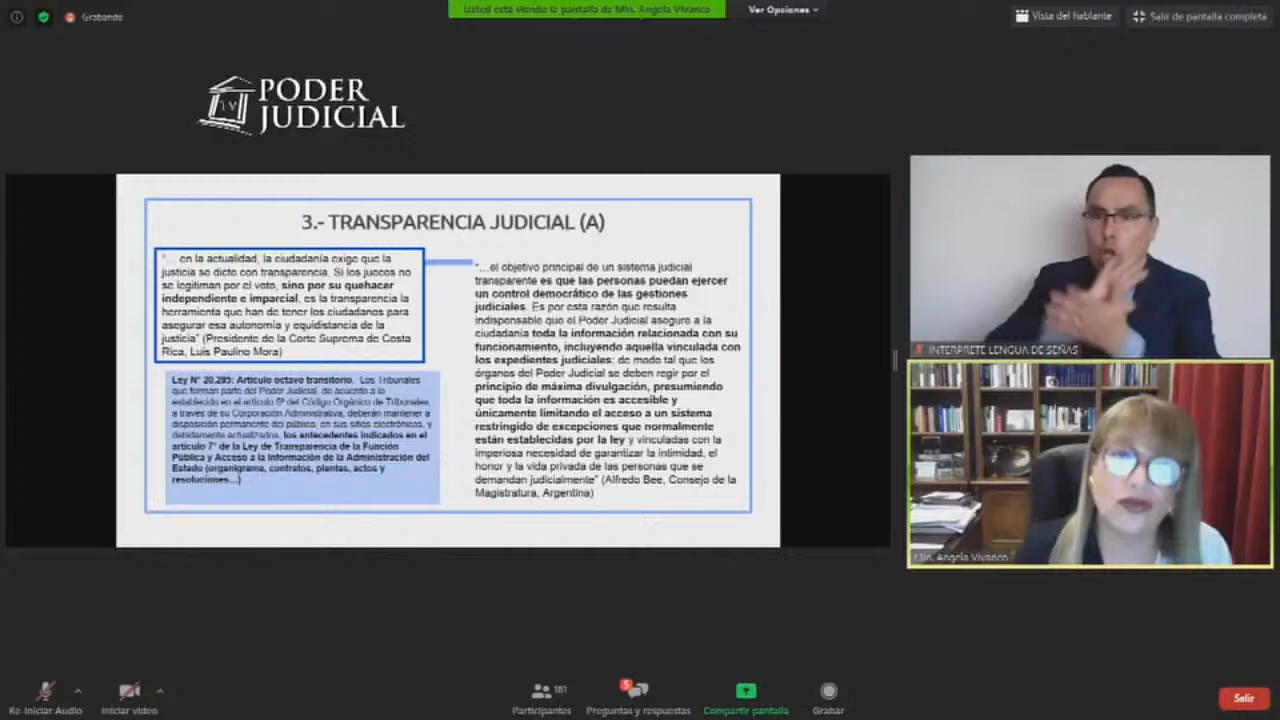 Grabando
Usted está viendo la pantalla de Min. Angela Vivanco
Ver Opciones
Vista del hablante
Salir de pantalla completa
PODER
JUDICIAL
3.- TRANSPARENCIA JUDICIAL (A)
"… en la actualidad, la ciudadanía exige que la
justicia se dicte con transparencia. Si los jueces no
se legitiman por el voto, sino por su quehacer
independiente e imparcial, es la transparencia la
herramienta que han de tener los ciudadanos para
asegurar esa autonomía y equidistancia de la
justicia" (Presidente de la Corte Suprema de Costa
Rica, Luis Paulino Mora)
Ley N° 20.285: Artículo octavo transitorio. Los Tribunales
que forman parte del Poder Judicial, de acuerdo a lo
establecido en el artículo 5º del Código Orgánico de Tribunales,
a través de su Corporación Administrativa, deberán mantener a
disposición permanente del público, en sus sitios electrónicos, y
debidamente actualizados, los antecedentes indicados en el
artículo 7° de la Ley de Transparencia de la Función
Pública y Acceso a la Información de la Administración del
Estado (organigrama, contratos, plantas, actos y
resoluciones…)
"…el objetivo principal de un sistema judicial
transparente es que las personas puedan ejercer
un control democrático de las gestiones
judiciales. Es por esta razón que resulta
indispensable que el Poder Judicial asegure a la
ciudadanía toda la información relacionada con su
funcionamiento, incluyendo aquella vinculada con
los expedientes judiciales; de modo tal que los
órganos del Poder Judicial se deben regir por el
principio de máxima divulgación, presumiendo
que toda la información es accesible y
únicamente limitando el acceso a un sistema
restringido de excepciones que normalmente
están establecidas por la ley y vinculadas con la
imperiosa necesidad de garantizar la intimidad, el
honor y la vida privada de las personas que se
demandan judicialmente" (Alfredo Bee, Consejo de la
Magistratura, Argentina)
INTERPRETE LENGUA DE SEÑAS
Min. Angela Vivanco
Re-Iniciar Audio
Iniciar video
181
Participantes
5
Preguntas y respuestas
Compartir pantalla
Grabar
Salir